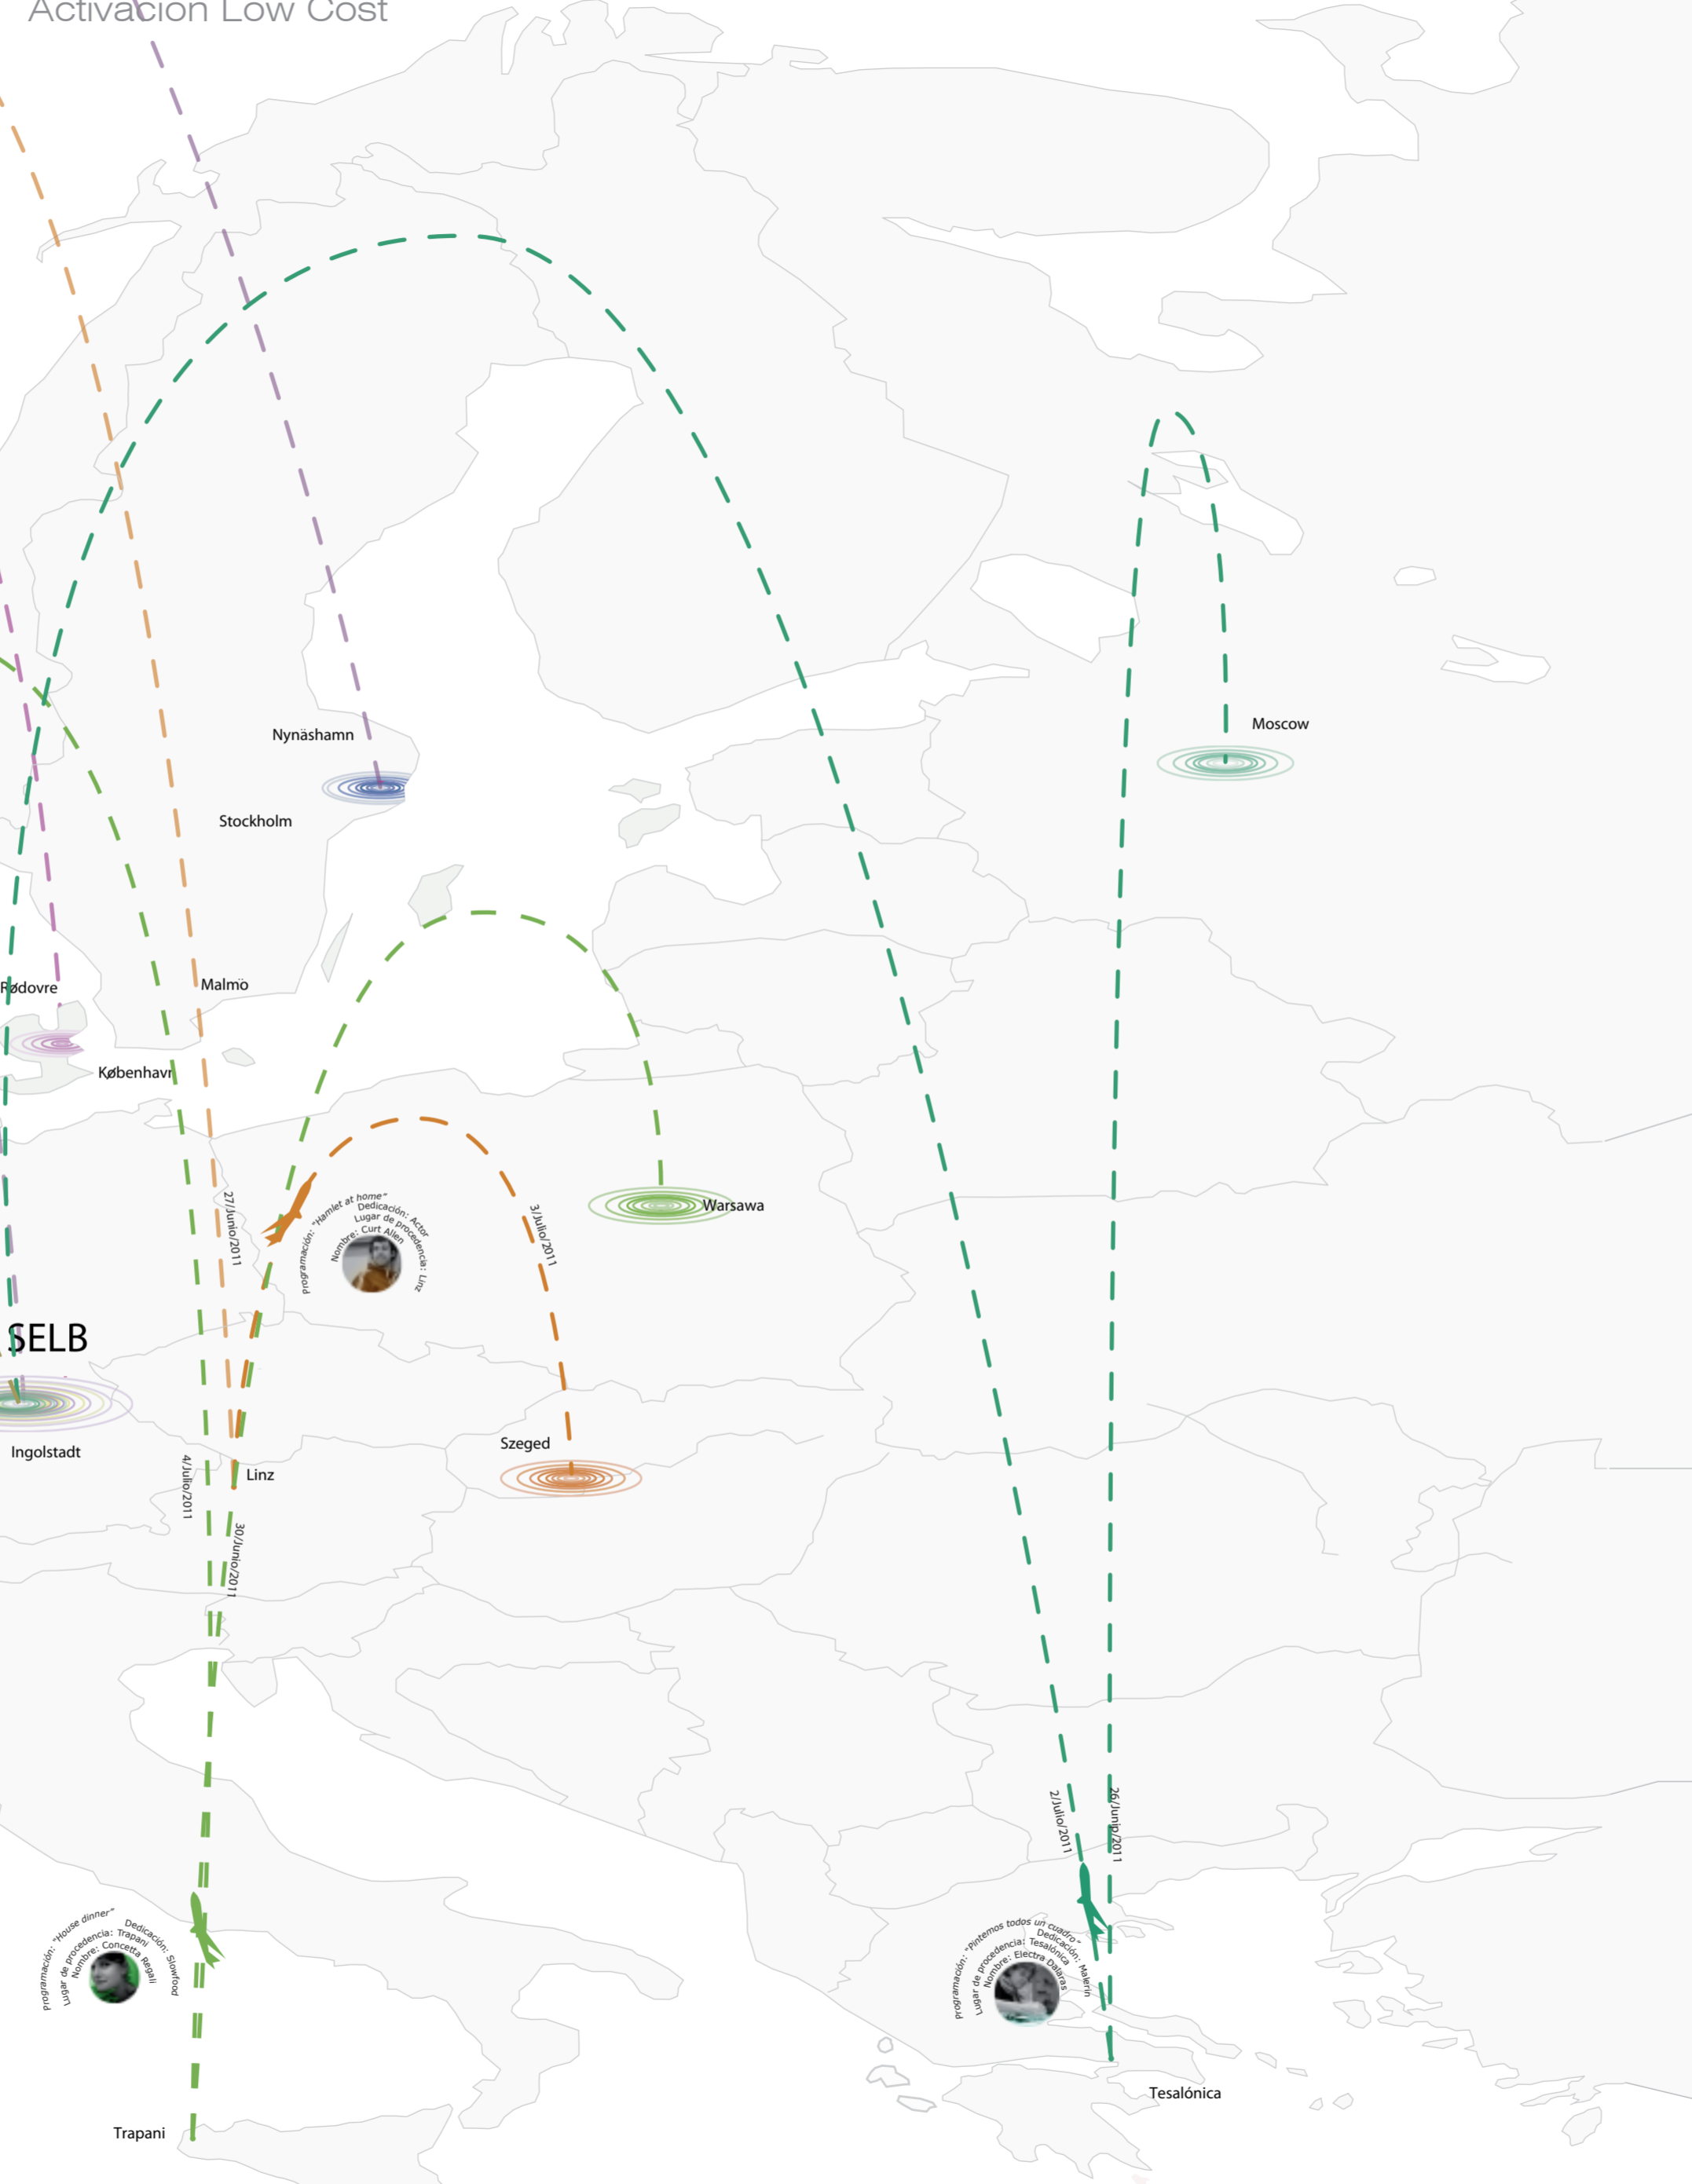 Activación Low Cost
Nynäshamn
Moscow
Stockholm
Rødovre
Malmö
København
27/Junio/2011
Programación: "Hamlet at home"
Dedicación: Actor
Lugar de procedencia: Linz
Nombre: Curt Allen
3/Julio/2011
Warsawa
SELB
Ingolstadt
Szeged
4/Julio/2011
Linz
30/Junio/2011
2/Julio/2011
26/Junip/2011
Programación: "House dinner"
Dedicación: Slowfood
Lugar de procedencia: Trapani
Nombre: Concetta Regali
Programación: "Pintemos todos un cuadro"
Dedicación: Malerin
Lugar de procedencia: Tesalónica
Nombre: Electra Dalaras
Tesalónica
Trapani